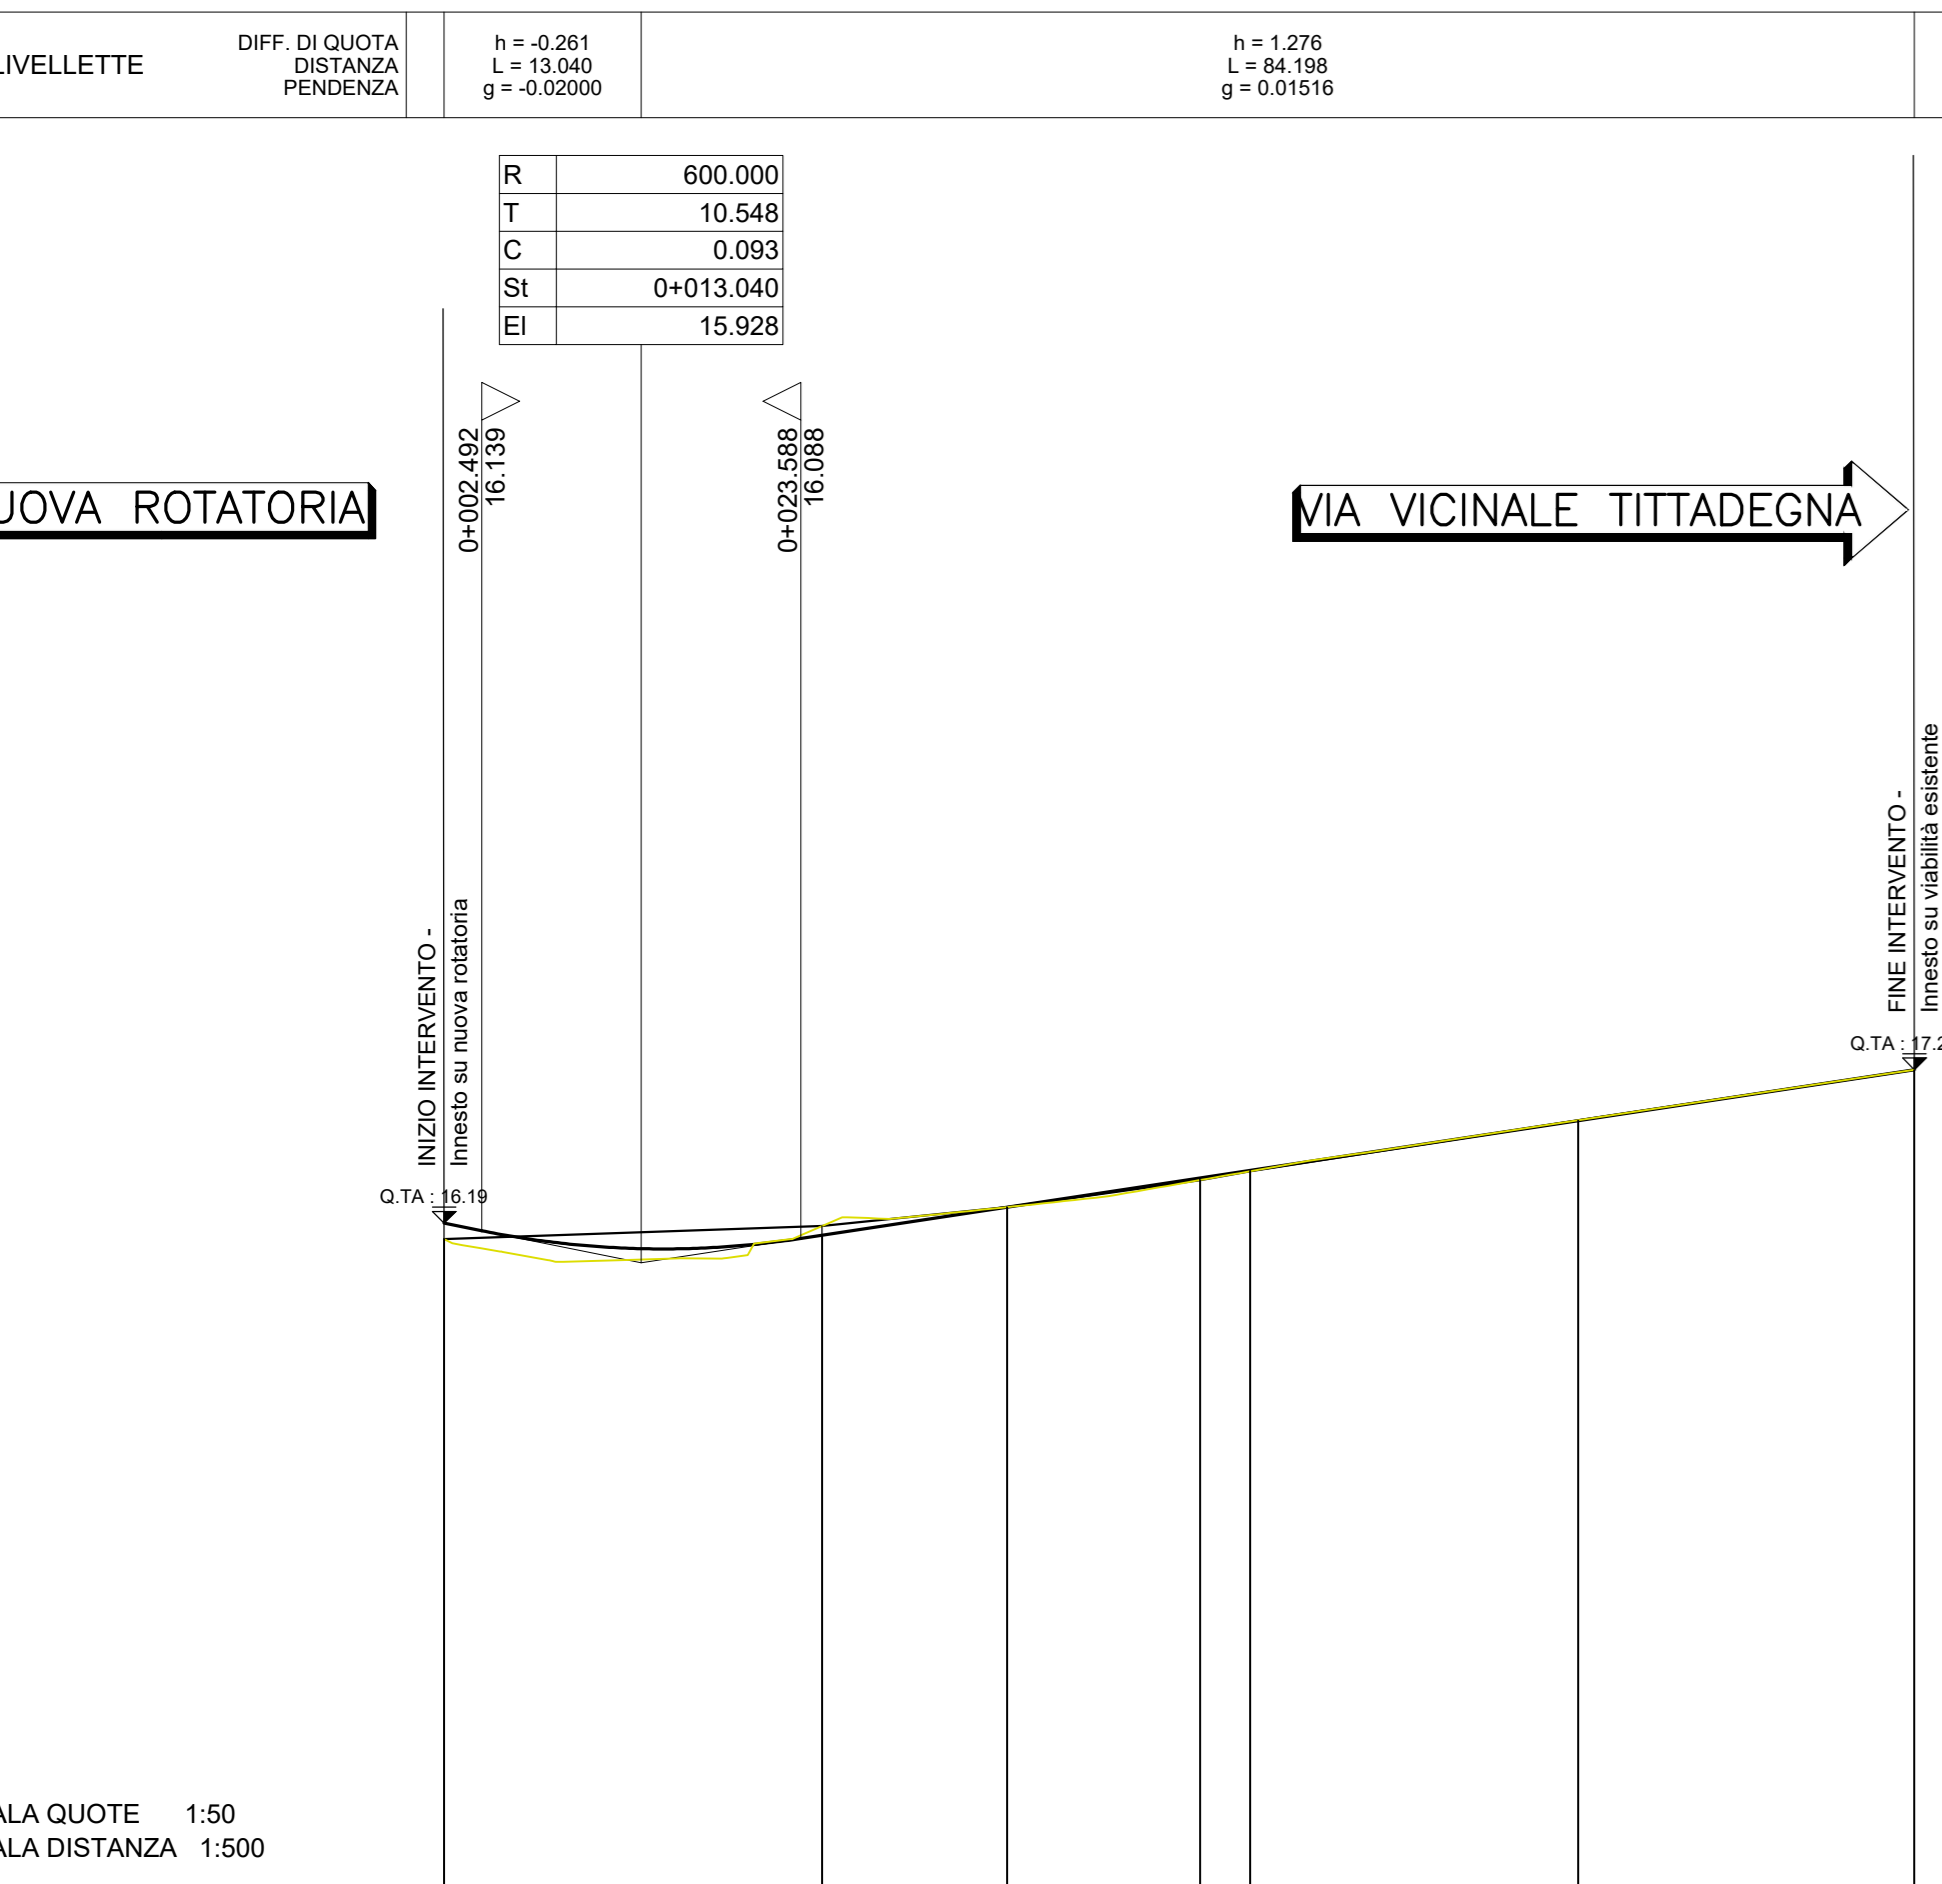 LIVELLETTE
DIFF. DI QUOTA
DISTANZA
PENDENZA
h = -0.261
L = 13.040
g = -0.02000
h = 1.276
L = 84.198
g = 0.01516
R 600.000
T 10.548
C 0.093
St 0+013.040
El 15.928
0+002.492
16.139
0+023.588
16.088
ROTATORIA
VIA VICINALE TITTADEGNA
INIZIO INTERVENTO -
Innesto su nuova rotatoria
Q.TA : 16.19
FINE INTERVENTO -
Innesto su viabilità esistente
Q.TA : 17.2
QUOTE 1:50
DISTANZA 1:500